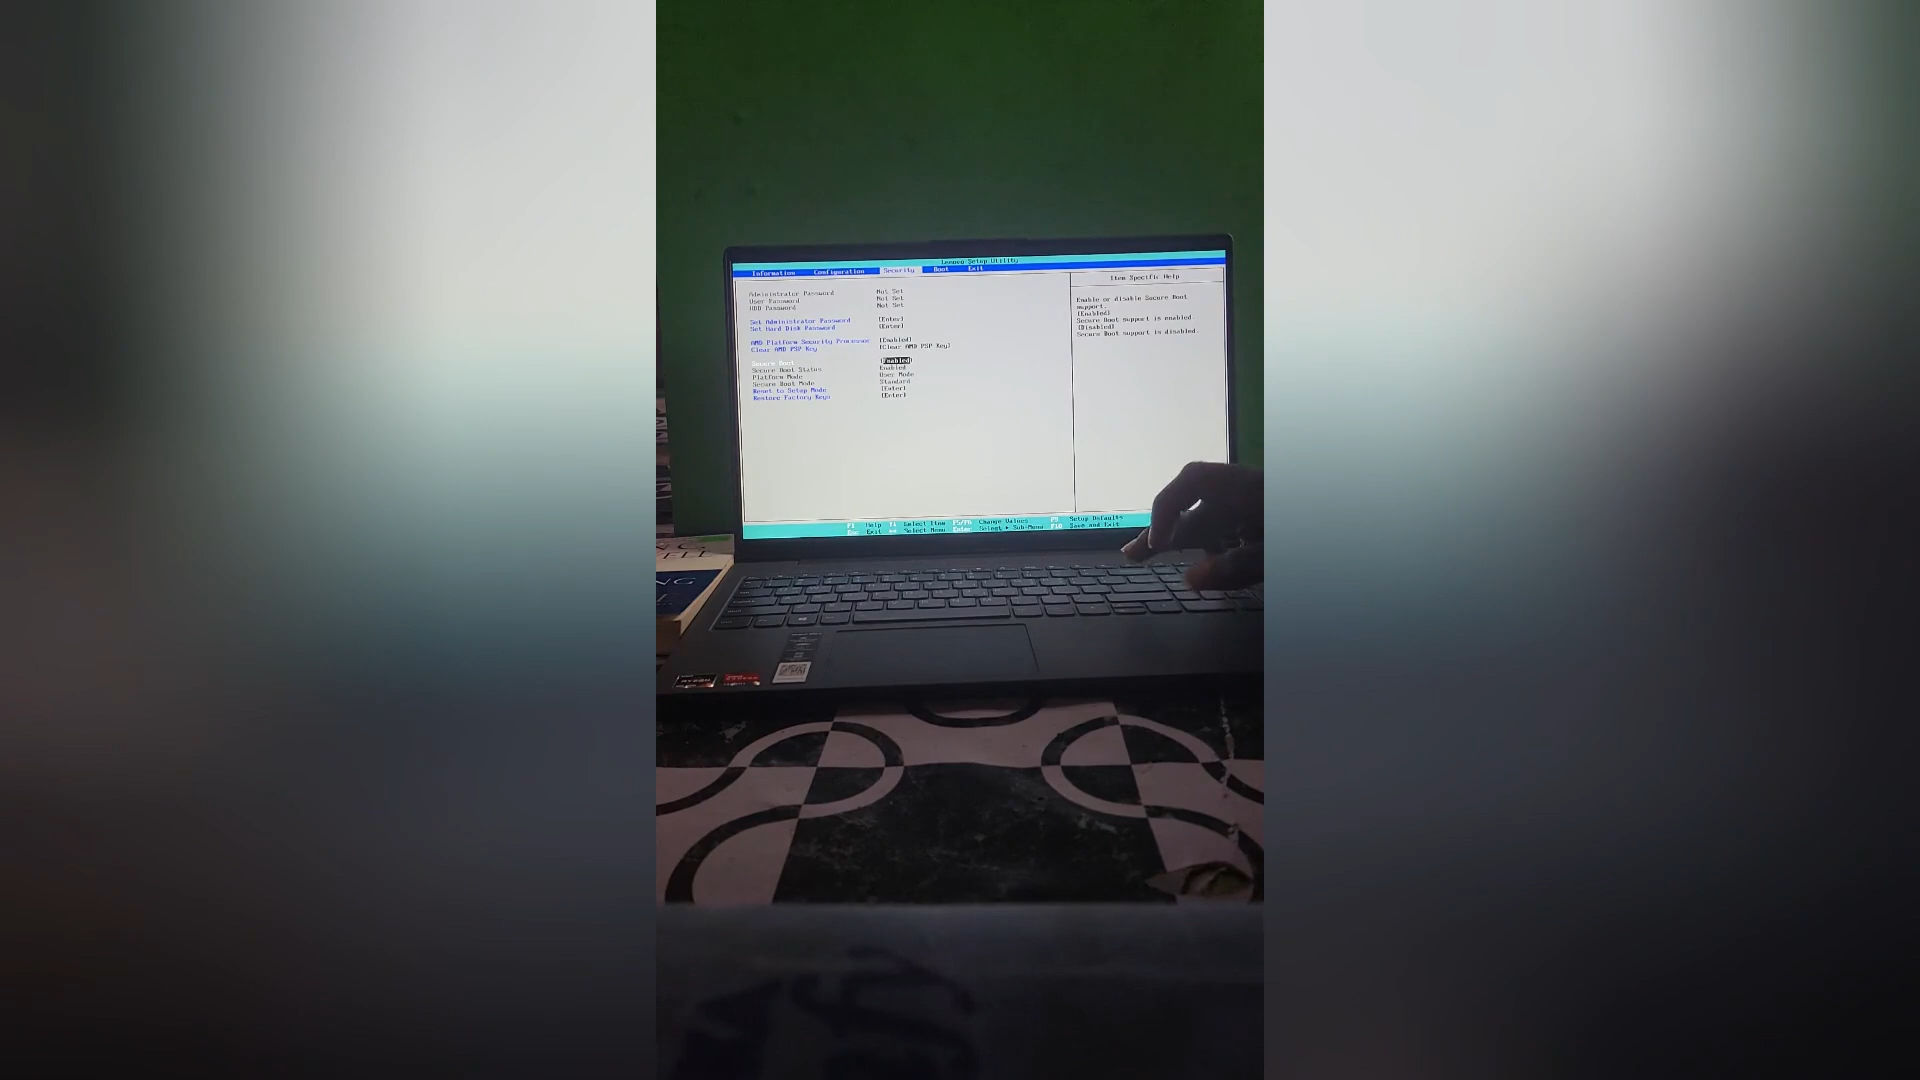 Lenovo Setup Utility
Information Configuration Security Boot Exit
Item Specific Help
Administrator Password Not Set
User Password Not Set
HDD Password Not Set
Set Administrator Password [Enter]
Set Hard Disk Password [Enter]
AMD Platform Security Processor [Enabled]
Clear AMD PSP Key [Clear AMD PSP Key]
Secure Boot [Enabled]
Secure Boot Status Enabled
Platform Mode User Mode
Secure Boot Mode Standard
Reset to Setup Mode [Enter]
Restore Factory Keys [Enter]
Enable or disable Secure Boot
support.
[Enabled]
Secure Boot support is enabled
[Disabled]
Secure Boot support is disabled
F1 Help Select Item F5/F6 Change Values F9 Setup Defaults
Esc Exit Select Menu Enter Select Sub-Menu F10 Save and Exit
RYZEN